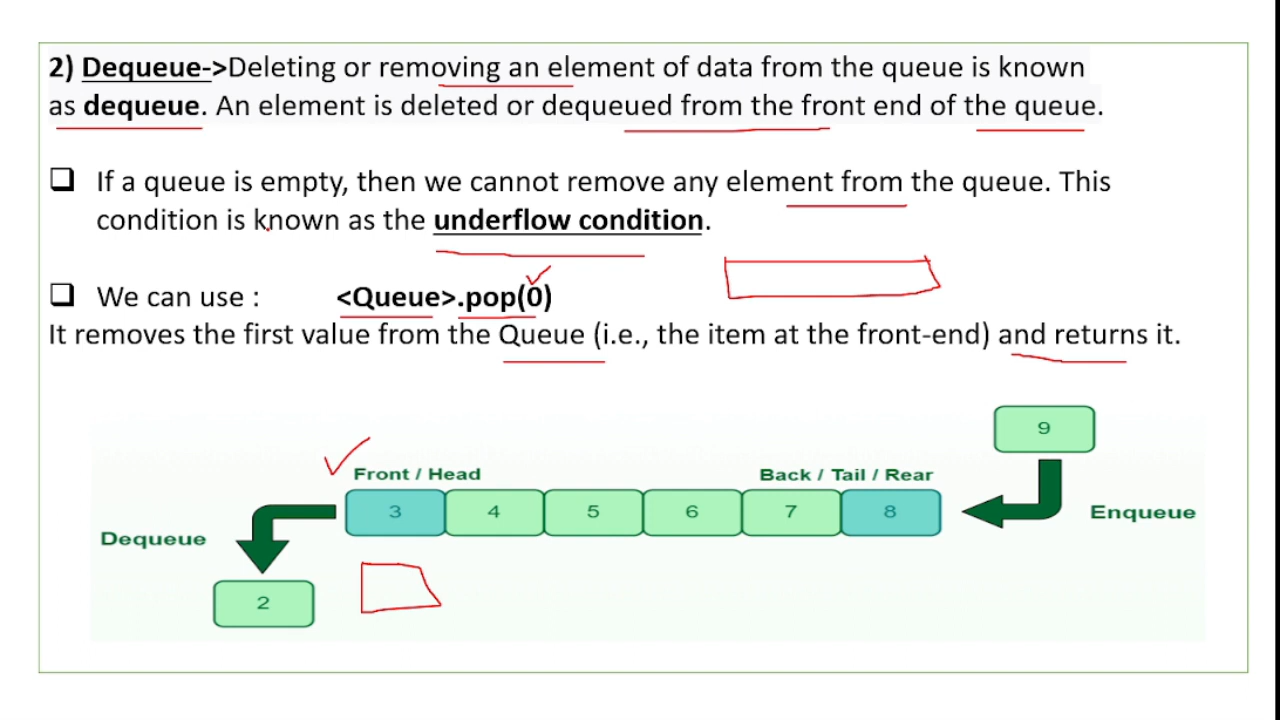 2) Dequeue->Deleting or removing an element of data from the queue is known
as dequeue. An element is deleted or dequeued from the front end of the queue.
If a queue is empty, then we cannot remove any element from the queue. This
condition is known as the underflow condition.
We can use : <Queue>.pop(0)
It removes the first value from the Queue (i.e., the item at the front-end) and returns it.
9
Front / Head Back / Tail / Rear
3 4 5 6 7 8
Enqueue
Dequeue
2